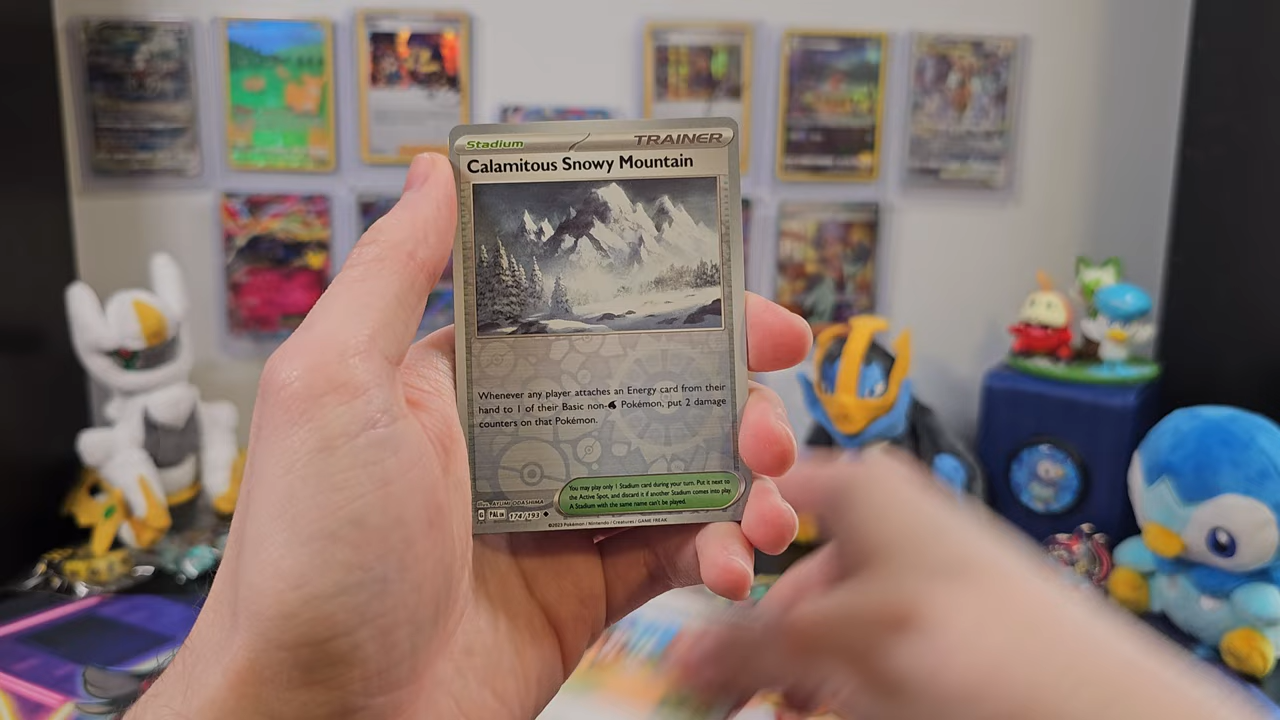 Stadium
TRAINER
Calamitous Snowy Mountain
Whenever any player attaches an Energy card from their
hand to 1 of their Basic non- Pokémon, put 2 damage
counters on that Pokémon.
You may play only 1 Stadium card during your turn. Put it next to
the Active Spot, and discard it if another Stadium comes into play.
A Stadium with the same name can't be played.
Illus. AYUMI ODASHIMA
G PAL EN 174/193
©2023 Pokémon / Nintendo / Creatures / GAME FREAK